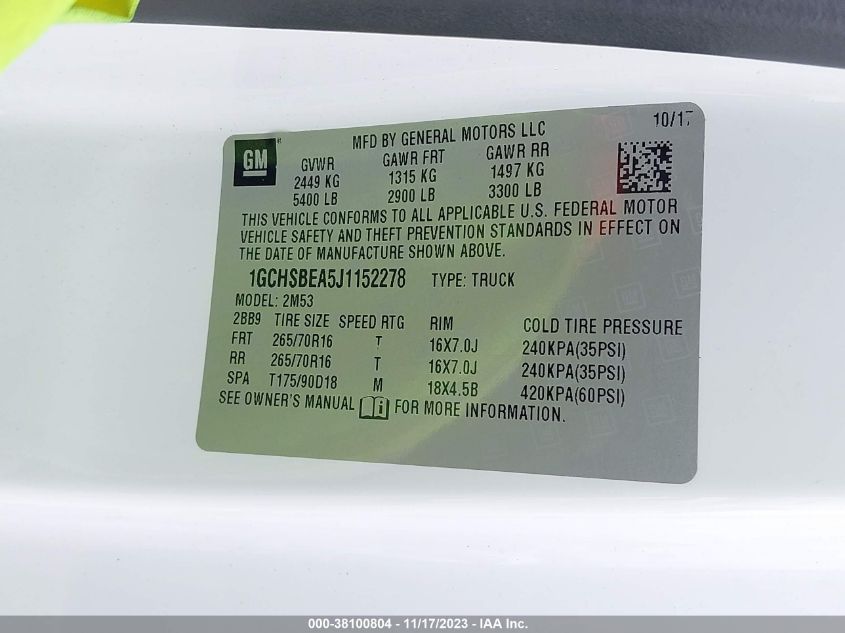 10/17
GM
MFD BY GENERAL MOTORS LLC
GVWR GAWR FRT GAWR RR
2449 KG 1315 KG 1497 KG
5400 LB 2900 LB 3300 LB
THIS VEHICLE CONFORMS TO ALL APPLICABLE U.S. FEDERAL MOTOR
VEHICLE SAFETY AND THEFT PREVENTION STANDARDS IN EFFECT ON
THE DATE OF MANUFACTURE SHOWN ABOVE.
1GCHSBEA5J1152278 TYPE: TRUCK
MODEL: 2M53
2BB9 TIRE SIZE SPEED RTG RIM COLD TIRE PRESSURE
FRT 265/70R16 T 16X7.0J 240KPA(35PSI)
RR 265/70R16 T 16X7.0J 240KPA(35PSI)
SPA T175/90D18 M 18X4.5B 420KPA(60PSI)
SEE OWNER'S MANUAL i FOR MORE INFORMATION.
000-38100804 - 11/17/2023 - IAA Inc.